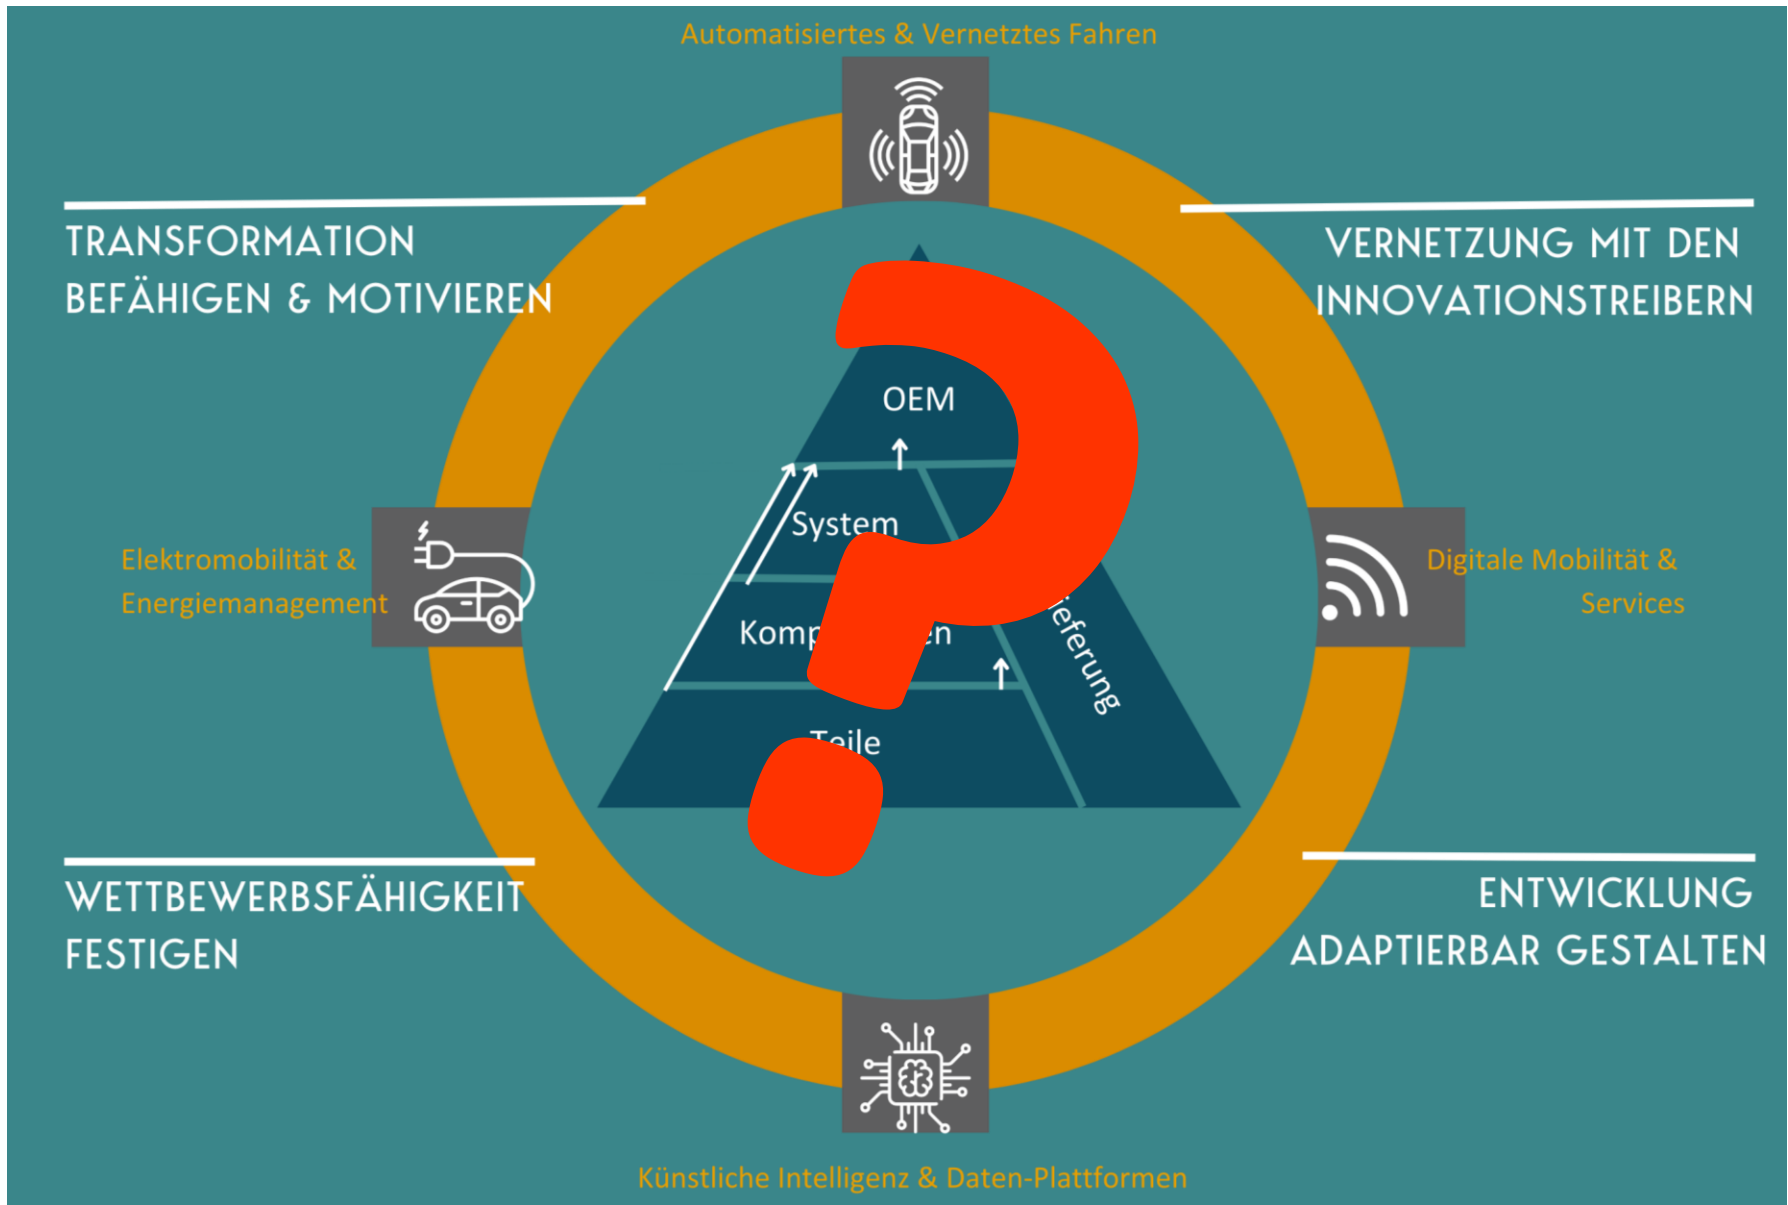 Automatisiertes & Vernetztes Fahren
TRANSFORMATION
BEFÄHIGEN & MOTIVIEREN
VERNETZUNG MIT DEN
INNOVATIONSTREIBERN
OEM
System
Elektromobilität &
Energiemanagement
Digitale Mobilität &
Services
Teile
WETTBEWERBSFÄHIGKEIT
FESTIGEN
ENTWICKLUNG
ADAPTIERBAR GESTALTEN
Künstliche Intelligenz & Daten-Plattformen